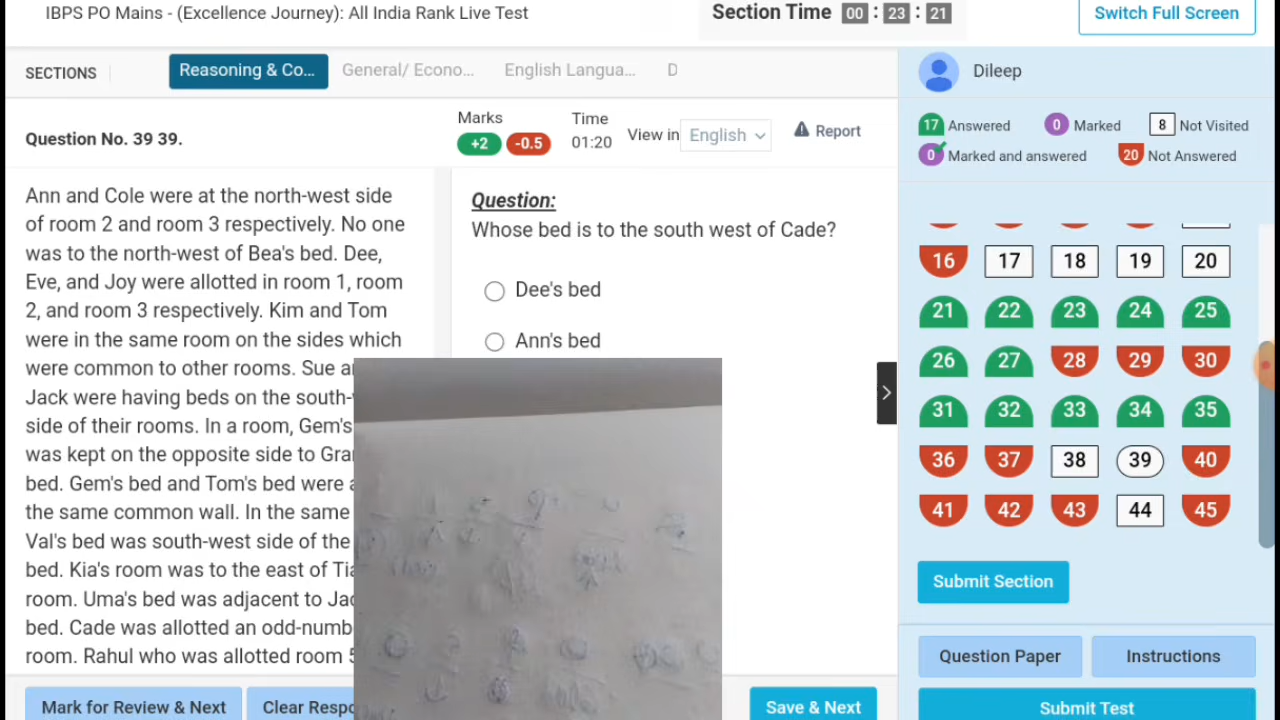 IBPS PO Mains - (Excellence Journey): All India Rank Live Test
Section Time 00 : 23 : 21
Switch Full Screen
SECTIONS
Reasoning & Co...
General/ Econo...
English Langua...
D
Dileep
Question No. 39 39.
Marks
+2 -0.5
Time
01:20
View in English
Report
17 Answered
0 Marked
8 Not Visited
0 Marked and answered
20 Not Answered
Ann and Cole were at the north-west side
of room 2 and room 3 respectively. No one
was to the north-west of Bea's bed. Dee,
Eve, and Joy were allotted in room 1, room
2, and room 3 respectively. Kim and Tom
were in the same room on the sides which
were common to other rooms. Sue
Jack were having beds on the south-
side of their rooms. In a room, Gem's
was kept on the opposite side to
bed. Gem's bed and Tom's bed were
the same common wall. In the same
Val's bed was south-west side of the
bed. Kia's room was to the east of
room. Uma's bed was adjacent to
bed. Cade was allotted an
room. Rahul who was allotted room
Question:
Whose bed is to the south west of Cade?
Dee's bed
Ann's bed
>
16 17 18 19 20
21 22 23 24 25
26 27 28 29 30
31 32 33 34 35
36 37 38 39 40
41 42 43 44 45
Submit Section
Question Paper
Instructions
Mark for Review & Next
Clear
Save & Next
Submit Test